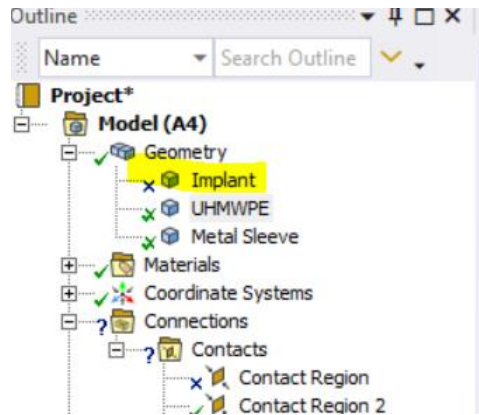 Outline
Name Search Outline
Project*
Model (A4)
Geometry
Implant
UHMWPE
Metal Sleeve
Materials
Coordinate Systems
Connections
Contacts
Contact Region
Contact Region 2